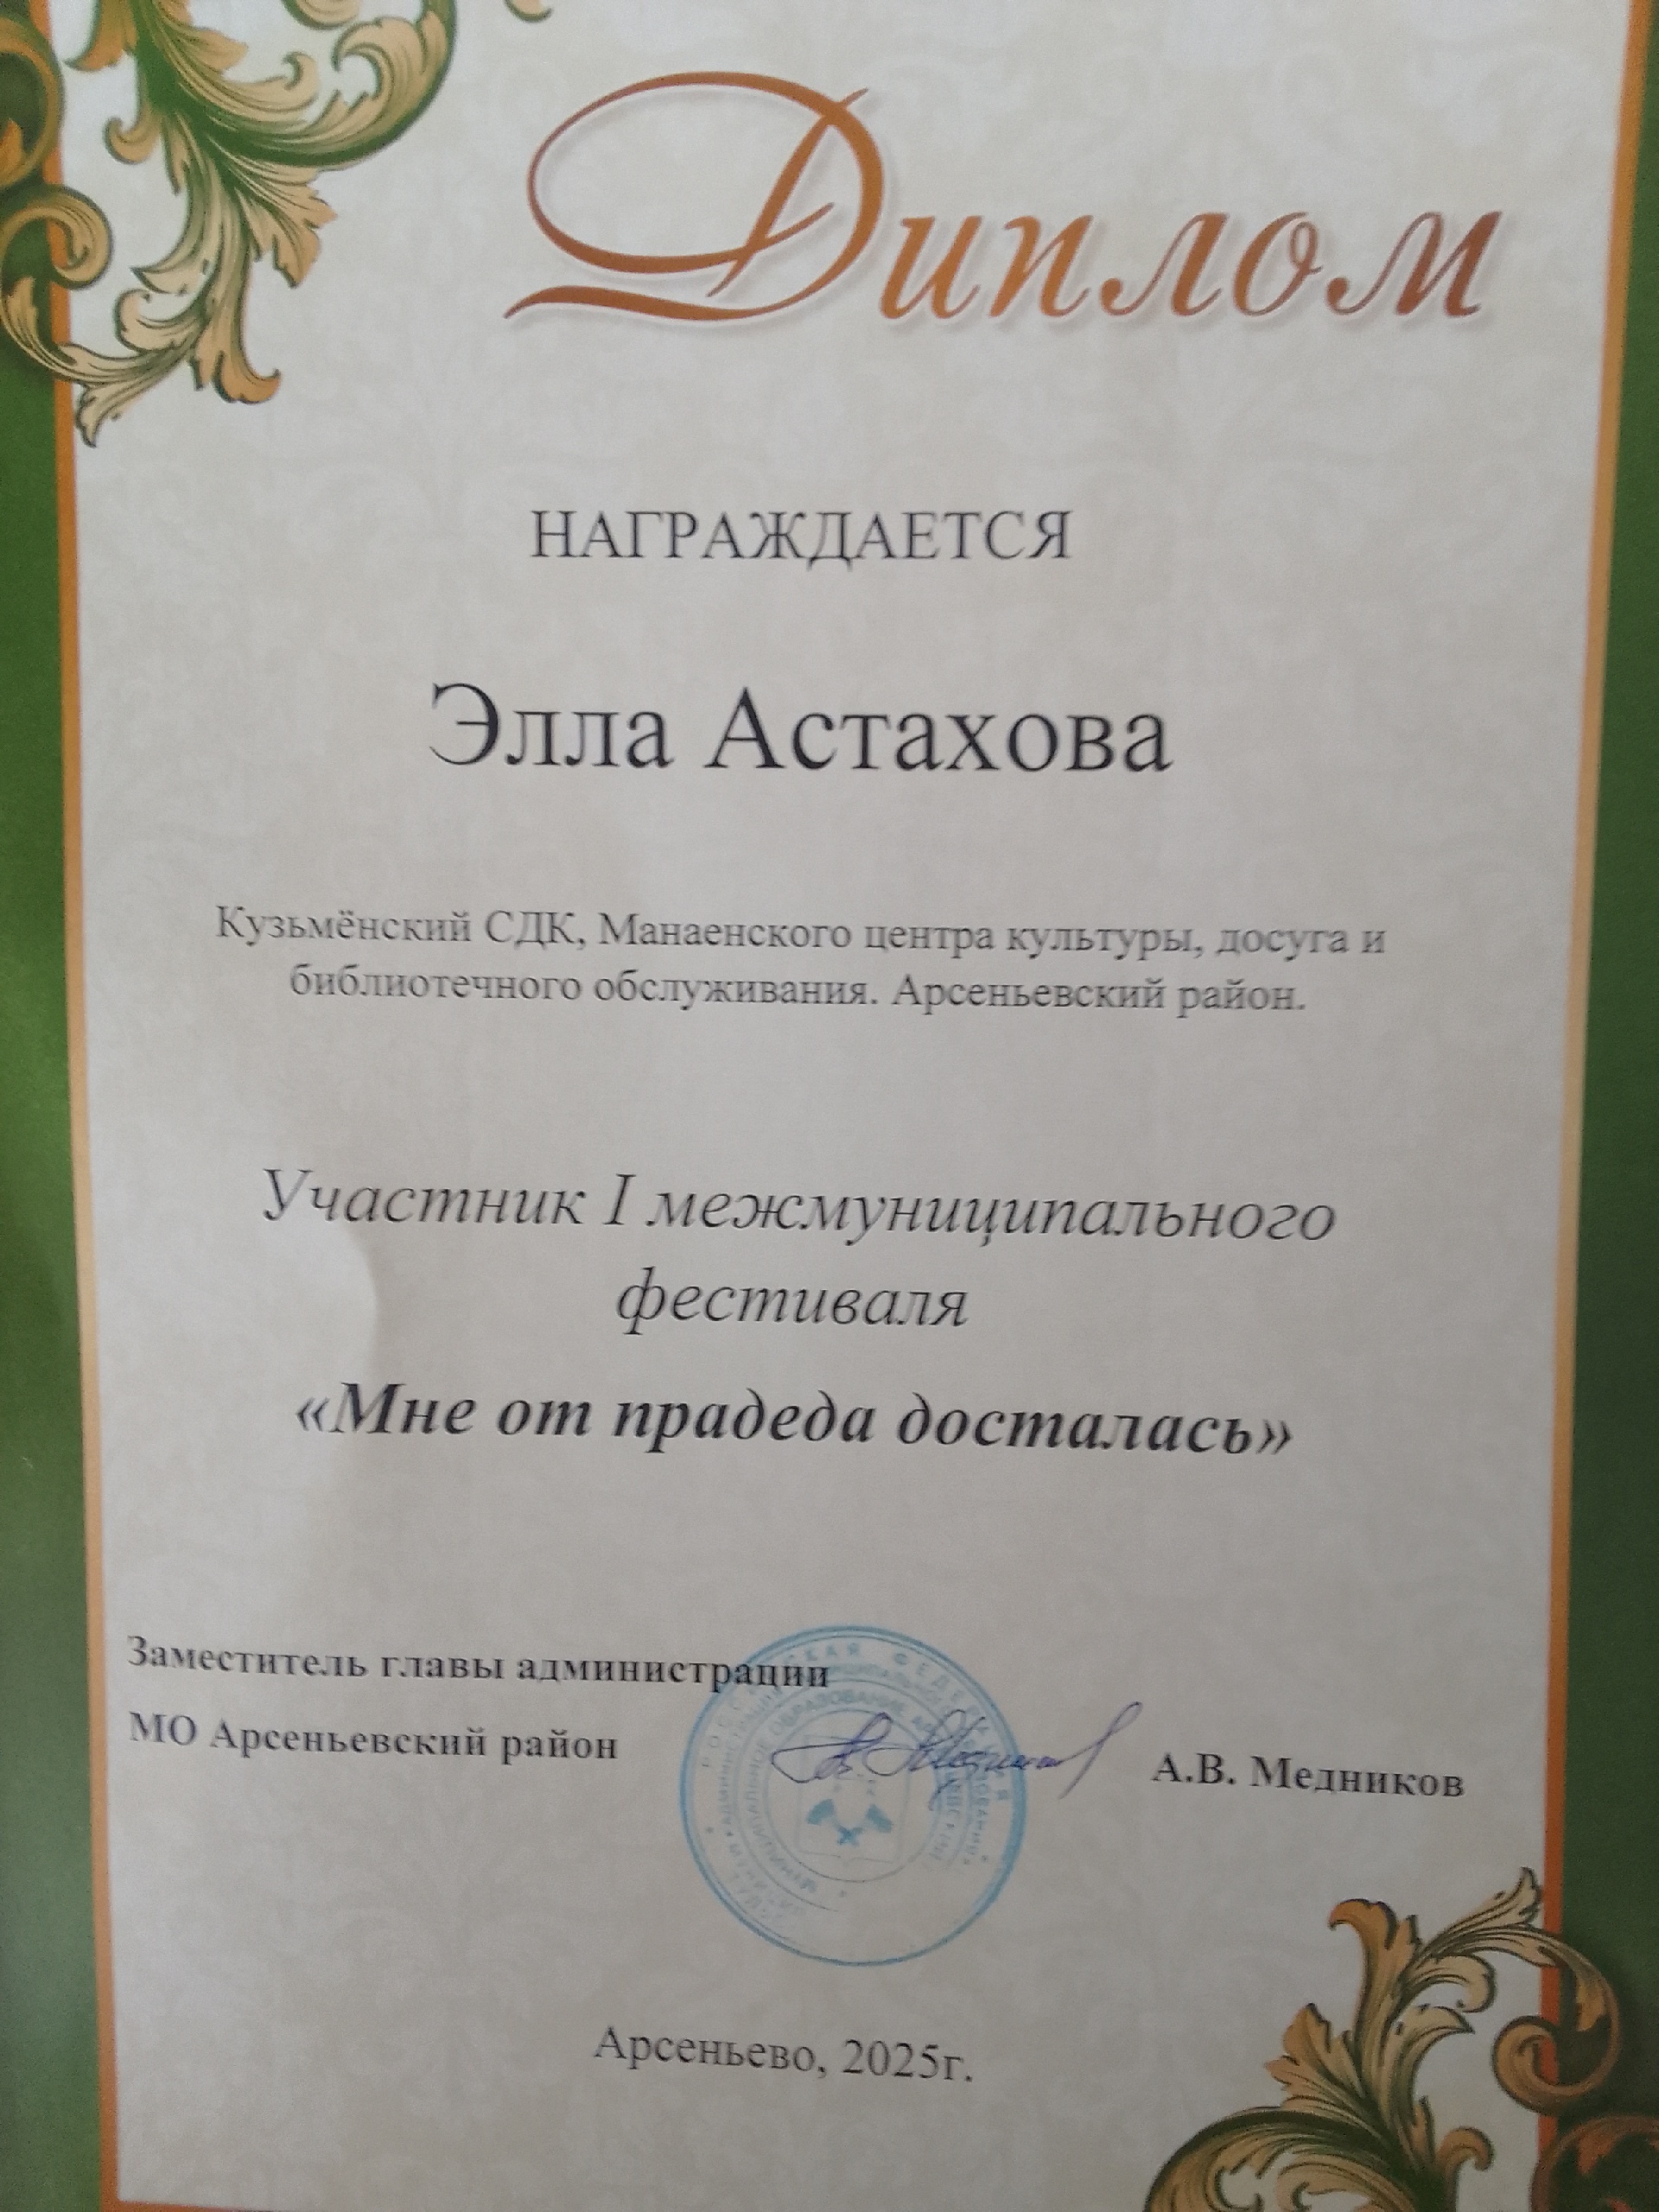 Диплом
НАГРАЖДАЕТСЯ
Элла Астахова
Кузьмёнский СДК, Манаенского центра культуры, досуга и
библиотечного обслуживания. Арсеньевский район.
Участник I межмуниципального
фестиваля
«Мне от прадеда досталась»
Заместитель главы администрации
МО Арсеньевский район
А.В. Медников
Арсеньево, 2025г.